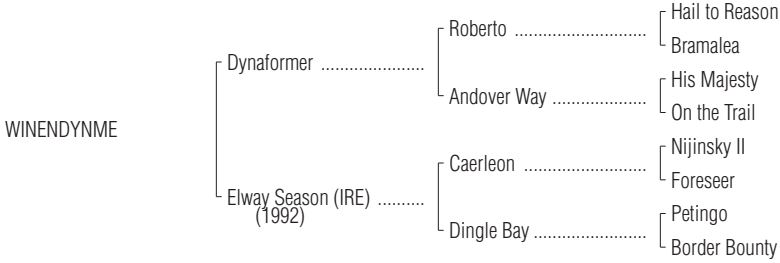 Hail to Reason
Roberto ............................
Bramalea
Dynaformer ......................
His Majesty
Andover Way ....................
On the Trail
WINENDYNME
Nijinsky II
Caerleon ..........................
Foreseer
Elway Season (IRE) ..........
(1992)
Petingo
Dingle Bay ........................
Border Bounty